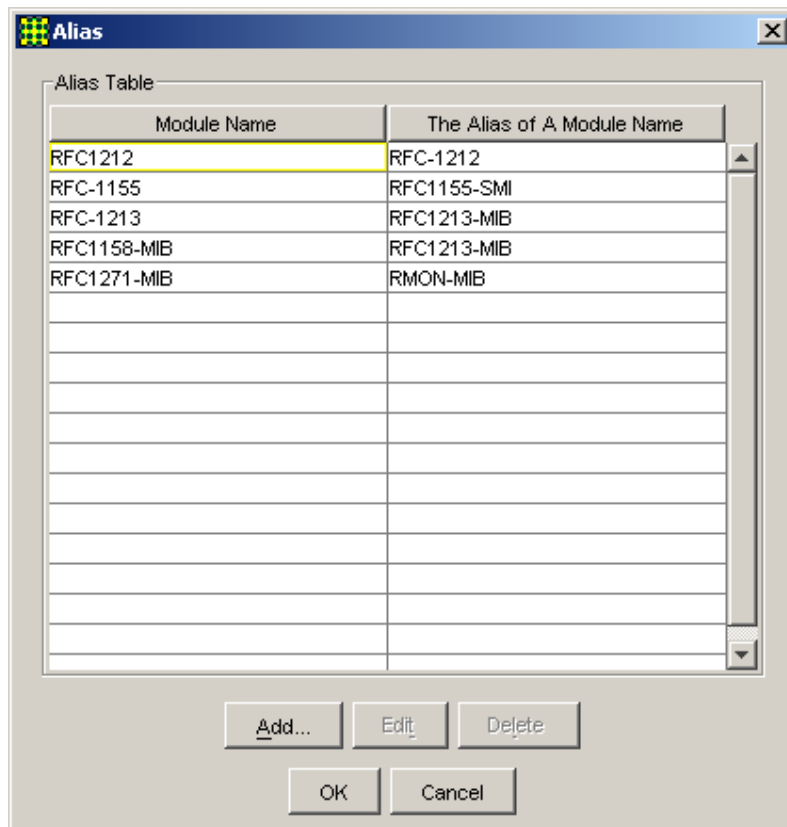 Alias
Alias Table
Module Name The Alias of A Module Name
RFC1212 RFC-1212
RFC-1155 RFC1155-SMI
RFC-1213 RFC1213-MIB
RFC1158-MIB RFC1213-MIB
RFC1271-MIB RMON-MIB
Add... Edit Delete
OK Cancel